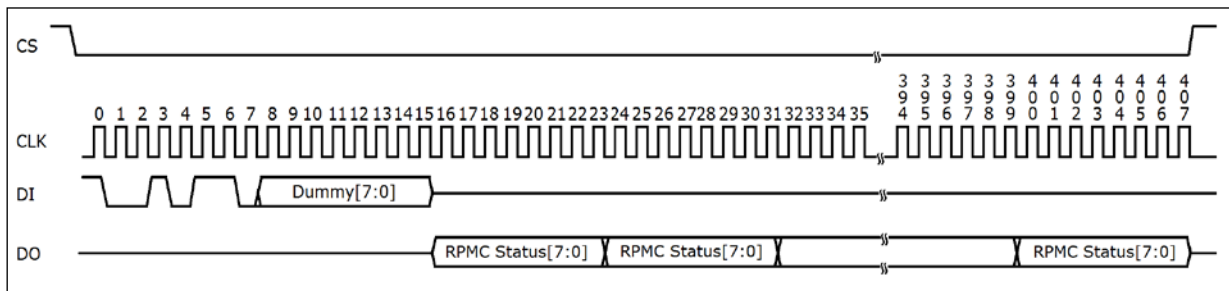 CS
394 395 396 397 398 399 400 401 402 403 404 405 406 407
0 1 2 3 4 5 6 7 8 9 10 11 12 13 14 15 16 17 18 19 20 21 22 23 24 25 26 27 28 29 30 31 32 33 34 35
CLK
DI Dummy[7:0]
DO RPMC Status[7:0] RPMC Status[7:0] RPMC Status[7:0]